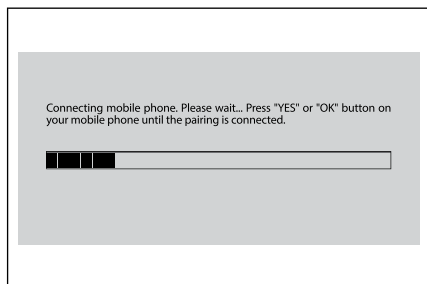 Connecting mobile phone. Please wait... Press "YES" or "OK" button on
your mobile phone until the pairing is connected.